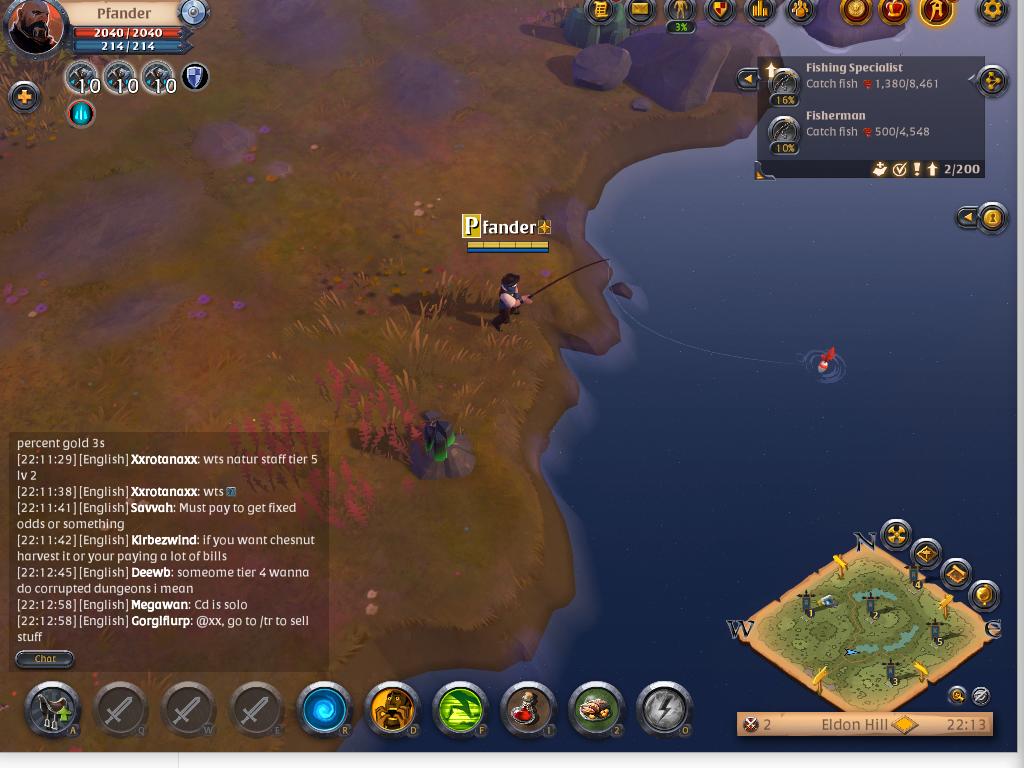 Pfander
2040 / 2040
214 / 214
10 10 10
3%
Fishing Specialist
Catch fish 1,380/8,461
16%
Fisherman
Catch fish 500/4,548
10%
2/200
Pfander
percent gold 3s
[22:11:29] [English] Xxrotanaxx: wts natur staff tier 5
lv 2
[22:11:38] [English] Xxrotanaxx: wts
[22:11:41] [English] Savvah: Must pay to get fixed
odds or something
[22:11:42] [English] Kirbezwind: if you want chesnut
harvest it or your paying a lot of bills
[22:12:45] [English] Deewb: someome tier 4 wanna
do corrupted dungeons i mean
[22:12:58] [English] Megawan: Cd is solo
[22:12:58] [English] Gorglflurp: @xx, go to /tr to sell
stuff
Chat
A Q W E R D F 1 2 0
N
W
E
1
2
3
4
5
2 Eldon Hill 22:13